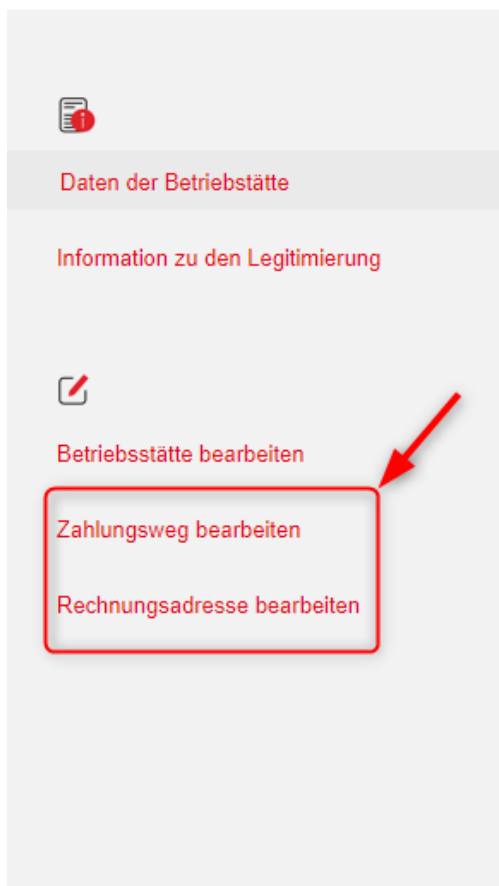 Daten der Betriebstätte
Information zu den Legitimierung
Betriebsstätte bearbeiten
Zahlungsweg bearbeiten
Rechnungsadresse bearbeiten